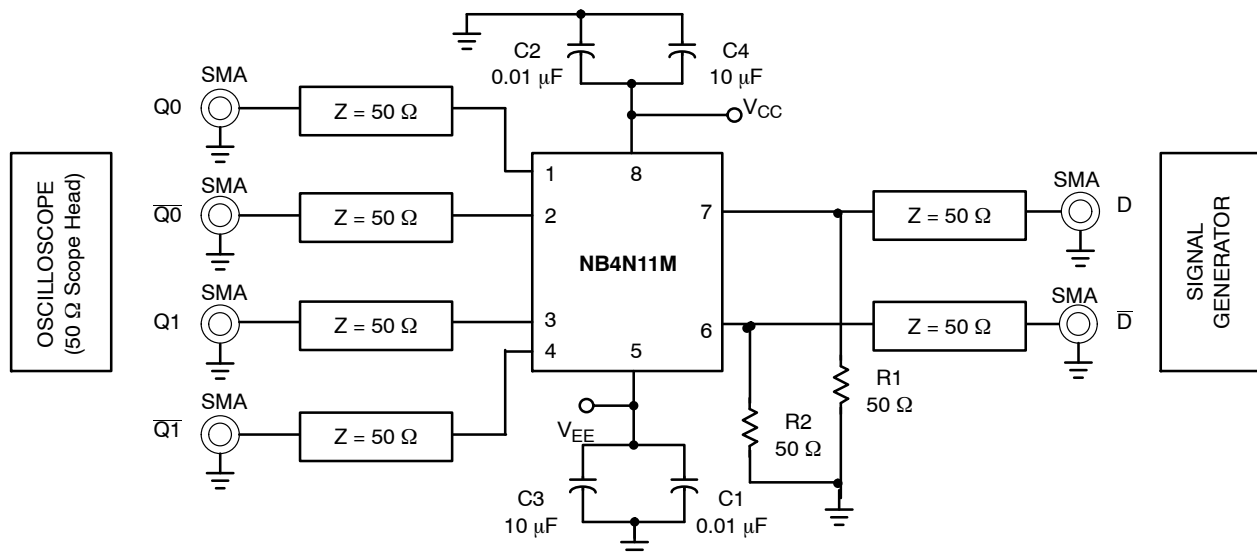 C2
0.01 μF
C4
10 μF
V_CC
SMA
Q0
Z = 50 Ω
SMA
Q̅0̅
Z = 50 Ω
SMA
Q1
Z = 50 Ω
SMA
Q̅1̅
Z = 50 Ω
OSCILLOSCOPE
(50 Ω Scope Head)
1
2
3
4
8
7
6
5
NB4N11M
Z = 50 Ω
SMA
D
Z = 50 Ω
SMA
D̅
SIGNAL
GENERATOR
R1
50 Ω
R2
50 Ω
V_EE
C3
10 μF
C1
0.01 μF